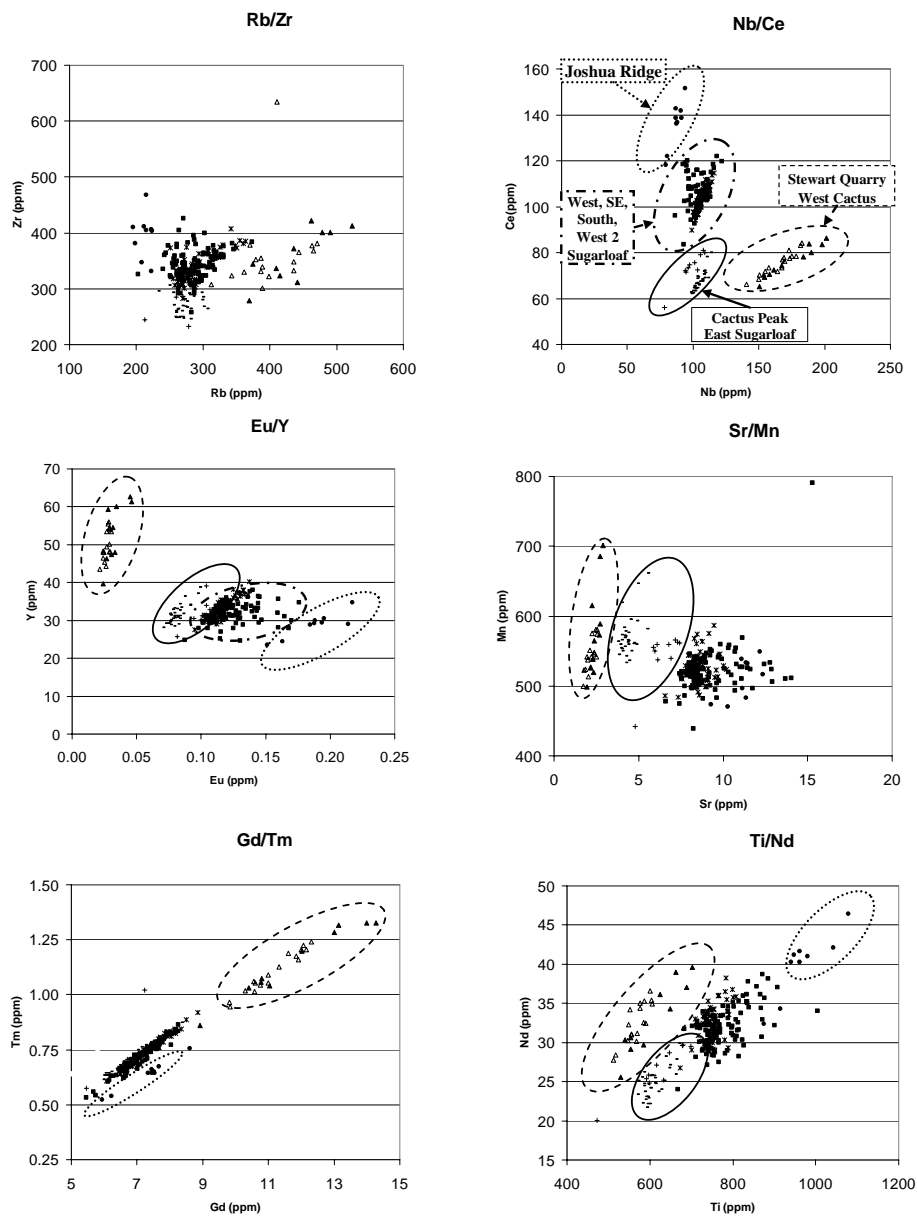 Rb/Zr
700
600
500
400
300
200
100 200 300 400 500 600
Zr (ppm)
Rb (ppm)
Nb/Ce
160
140
120
100
80
60
40
0 50 100 150 200 250
Ce(ppm)
Nb (ppm)
Joshua Ridge
West, SE,
South,
West 2
Sugarloaf
Stewart Quarry
West Cactus
Cactus Peak
East Sugarloaf
Eu/Y
70
60
50
40
30
20
10
0
0.00 0.05 0.10 0.15 0.20 0.25
Y (ppm)
Eu (ppm)
Sr/Mn
800
700
600
500
400
0 5 10 15 20
Mn (ppm)
Sr (ppm)
Gd/Tm
1.50
1.25
1.00
0.75
0.50
0.25
5 7 9 11 13 15
Tm (ppm)
Gd (ppm)
Ti/Nd
50
45
40
35
30
25
20
15
400 600 800 1000 1200
Nd (ppm)
Ti (ppm)